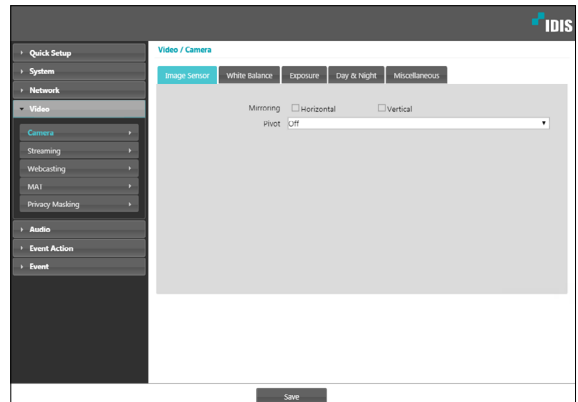 IDIS
Quick Setup
System
Network
Video
Camera
Streaming
Webcasting
MAT
Privacy Masking
Audio
Event Action
Event
Video / Camera
Image Sensor White Balance Exposure Day & Night Miscellaneous
Mirroring Horizontal Vertical
Pivot Off
Save